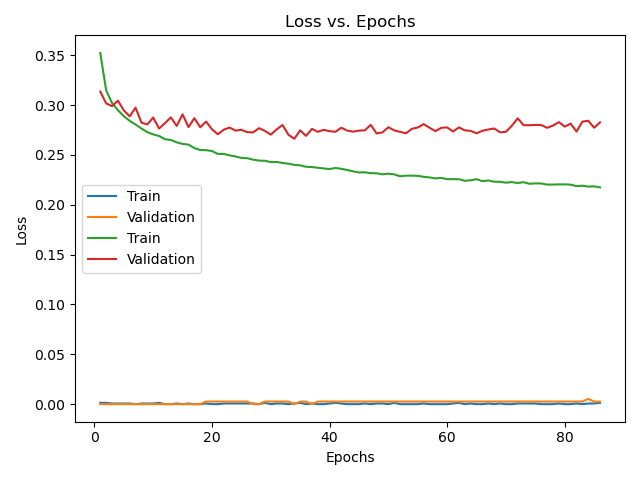 Loss vs. Epochs
0.35
0.30
0.25
0.20
0.15
0.10
0.05
0.00
Loss
Train
Validation
Train
Validation
0 20 40 60 80
Epochs